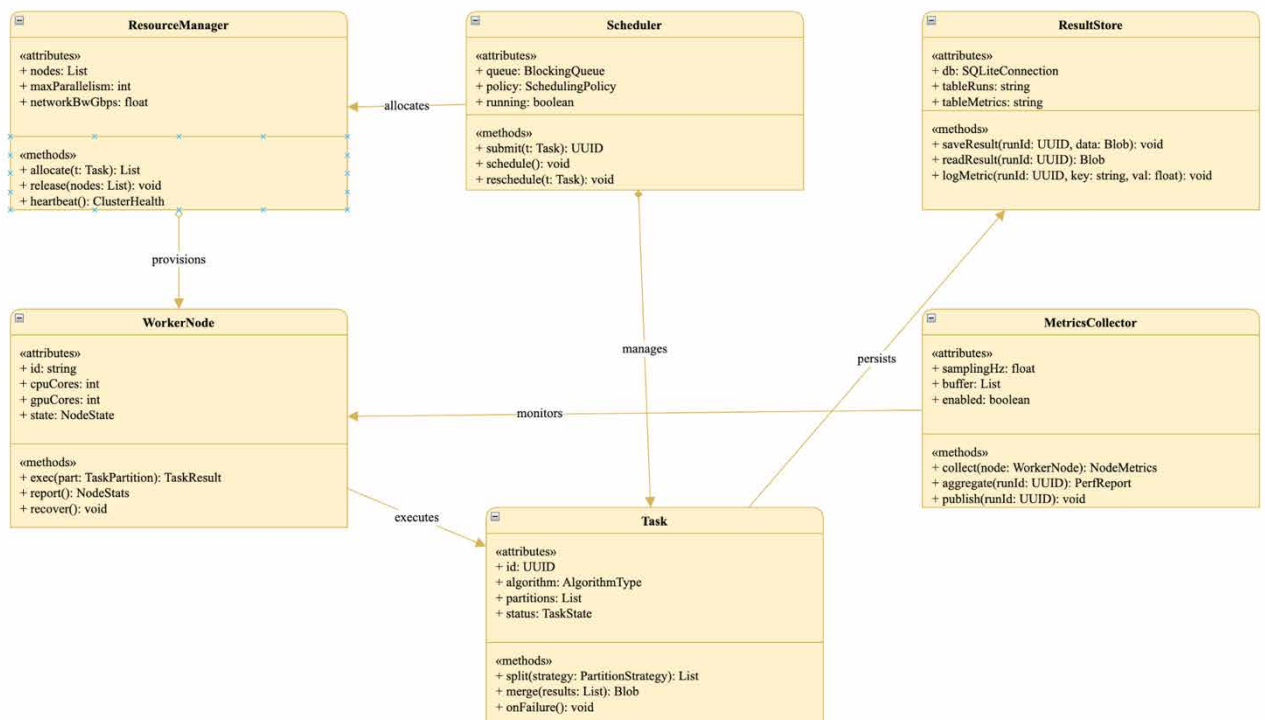 ResourceManager
«attributes»
+ nodes: List
+ maxParallelism: int
+ networkBwGbps: float
«methods»
+ allocate(t: Task): List
+ release(nodes: List): void
+ heartbeat(): ClusterHealth
allocates
Scheduler
«attributes»
+ queue: BlockingQueue
+ policy: SchedulingPolicy
+ running: boolean
«methods»
+ submit(t: Task): UUID
+ schedule(): void
+ reschedule(t: Task): void
ResultStore
«attributes»
+ db: SQLiteConnection
+ tableRuns: string
+ tableMetrics: string
«methods»
+ saveResult(runId: UUID, data: Blob): void
+ readResult(runId: UUID): Blob
+ logMetric(runId: UUID, key: string, val: float): void
provisions
WorkerNode
«attributes»
+ id: string
+ cpuCores: int
+ gpuCores: int
+ state: NodeState
«methods»
+ exec(part: TaskPartition): TaskResult
+ report(): NodeStats
+ recover(): void
manages
persists
monitors
MetricsCollector
«attributes»
+ samplingHz: float
+ buffer: List
+ enabled: boolean
«methods»
+ collect(node: WorkerNode): NodeMetrics
+ aggregate(runId: UUID): PerfReport
+ publish(runId: UUID): void
executes
Task
«attributes»
+ id: UUID
+ algorithm: AlgorithmType
+ partitions: List
+ status: TaskState
«methods»
+ split(strategy: PartitionStrategy): List
+ merge(results: List): Blob
+ onFailure(): void